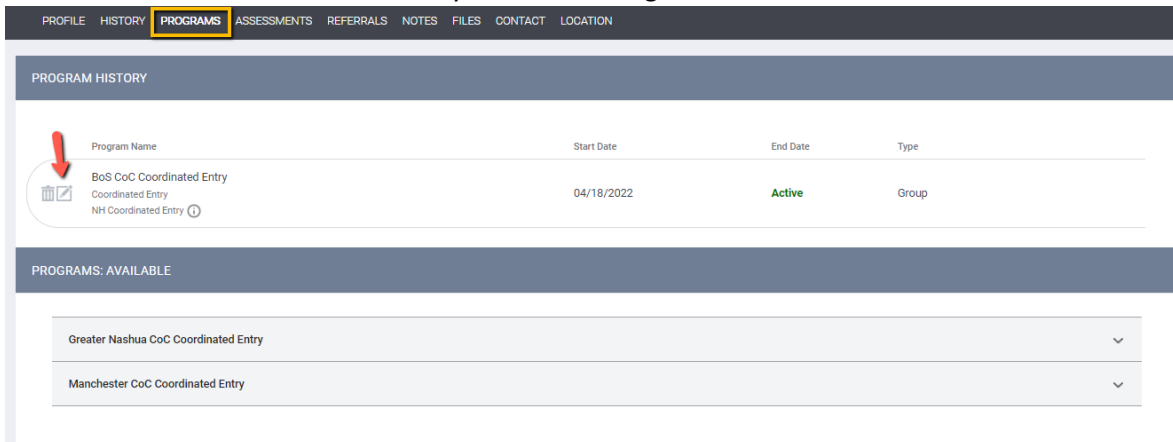 PROFILE HISTORY PROGRAMS ASSESSMENTS REFERRALS NOTES FILES CONTACT LOCATION
PROGRAM HISTORY
Program Name Start Date End Date Type
BoS CoC Coordinated Entry
Coordinated Entry 04/18/2022 Active Group
NH Coordinated Entry
PROGRAMS: AVAILABLE
Greater Nashua CoC Coordinated Entry
Manchester CoC Coordinated Entry